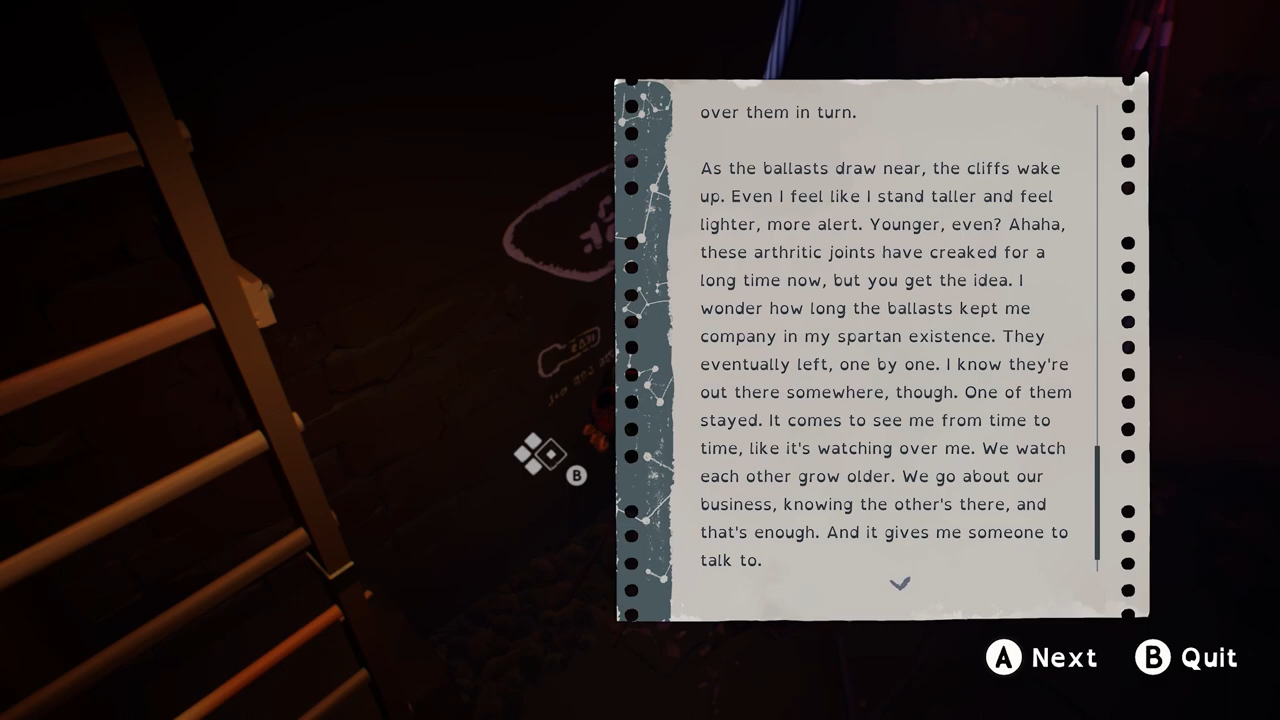 over them in turn.
As the ballasts draw near, the cliffs wake
up. Even I feel like I stand taller and feel
lighter, more alert. Younger, even? Ahaha,
these arthritic joints have creaked for a
long time now, but you get the idea. I
wonder how long the ballasts kept me
company in my spartan existence. They
eventually left, one by one. I know they're
out there somewhere, though. One of them
stayed. It comes to see me from time to
time, like it's watching over me. We watch
each other grow older. We go about our
business, knowing the other's there, and
that's enough. And it gives me someone to
talk to.
B
A Next B Quit